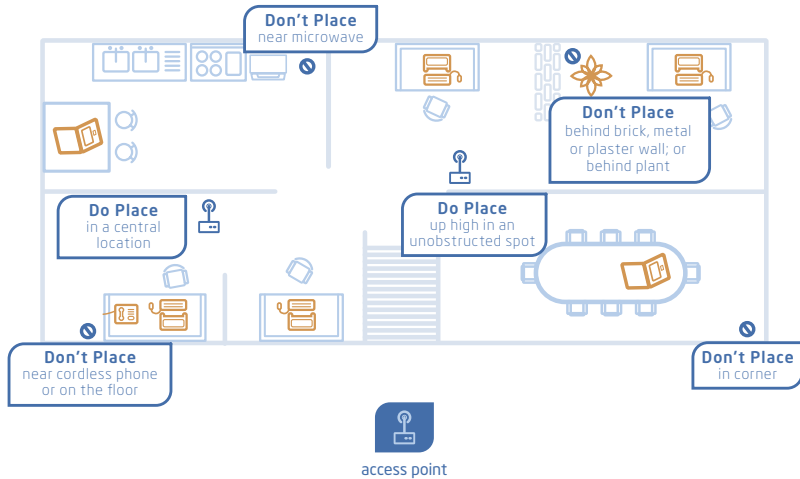 Don't Place
near microwave
Don't Place
behind brick, metal
or plaster wall; or
behind plant
Do Place
in a central
location
Do Place
up high in an
unobstructed spot
Don't Place
near cordless phone
or on the floor
Don't Place
in corner
access point